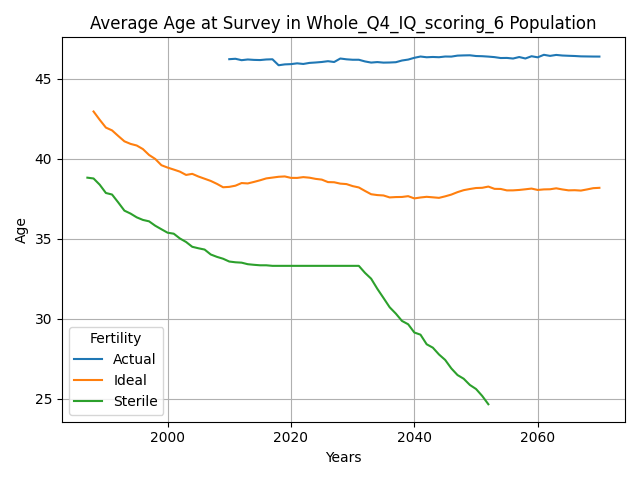 Average Age at Survey in Whole_Q4_IQ_scoring_6 Population
Age
45
40
35
30
25
Fertility
Actual
Ideal
Sterile
2000
2020
2040
2060
Years